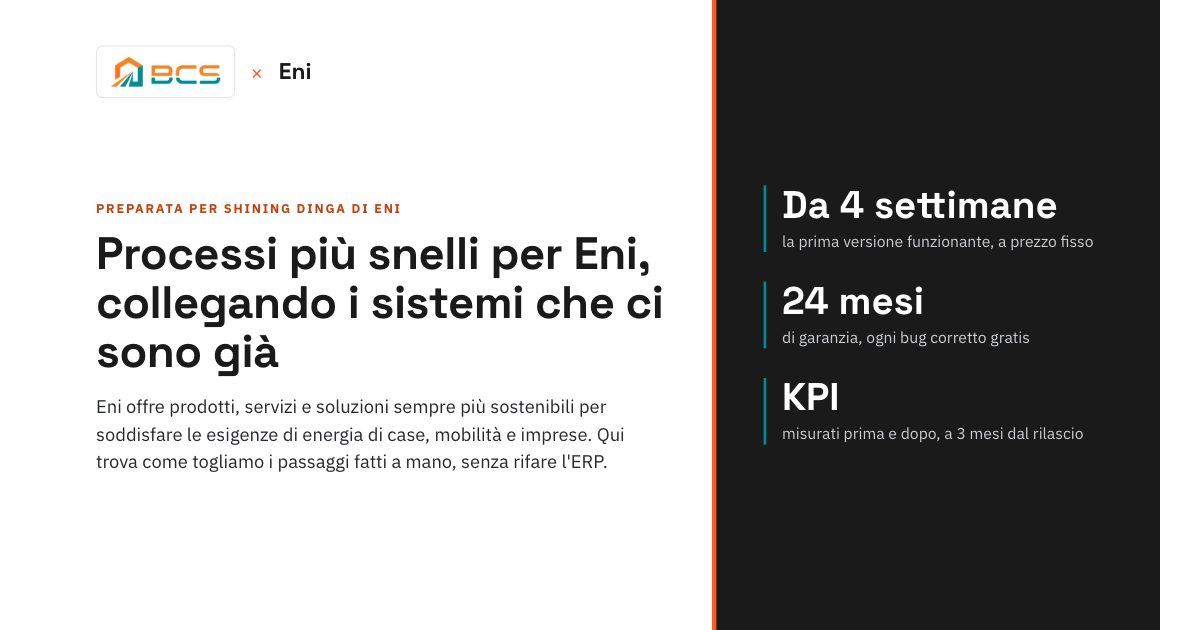 BCS × Eni
PREPARATA PER SHINING DINGA DI ENI
Processi più snelli per Eni,
collegando i sistemi che ci
sono già
Eni offre prodotti, servizi e soluzioni sempre più sostenibili per
soddisfare le esigenze di energia di case, mobilità e imprese. Qui
trova come togliamo i passaggi fatti a mano, senza rifare l'ERP.
Da 4 settimane
la prima versione funzionante, a prezzo fisso
24 mesi
di garanzia, ogni bug corretto gratis
KPI
misurati prima e dopo, a 3 mesi dal rilascio